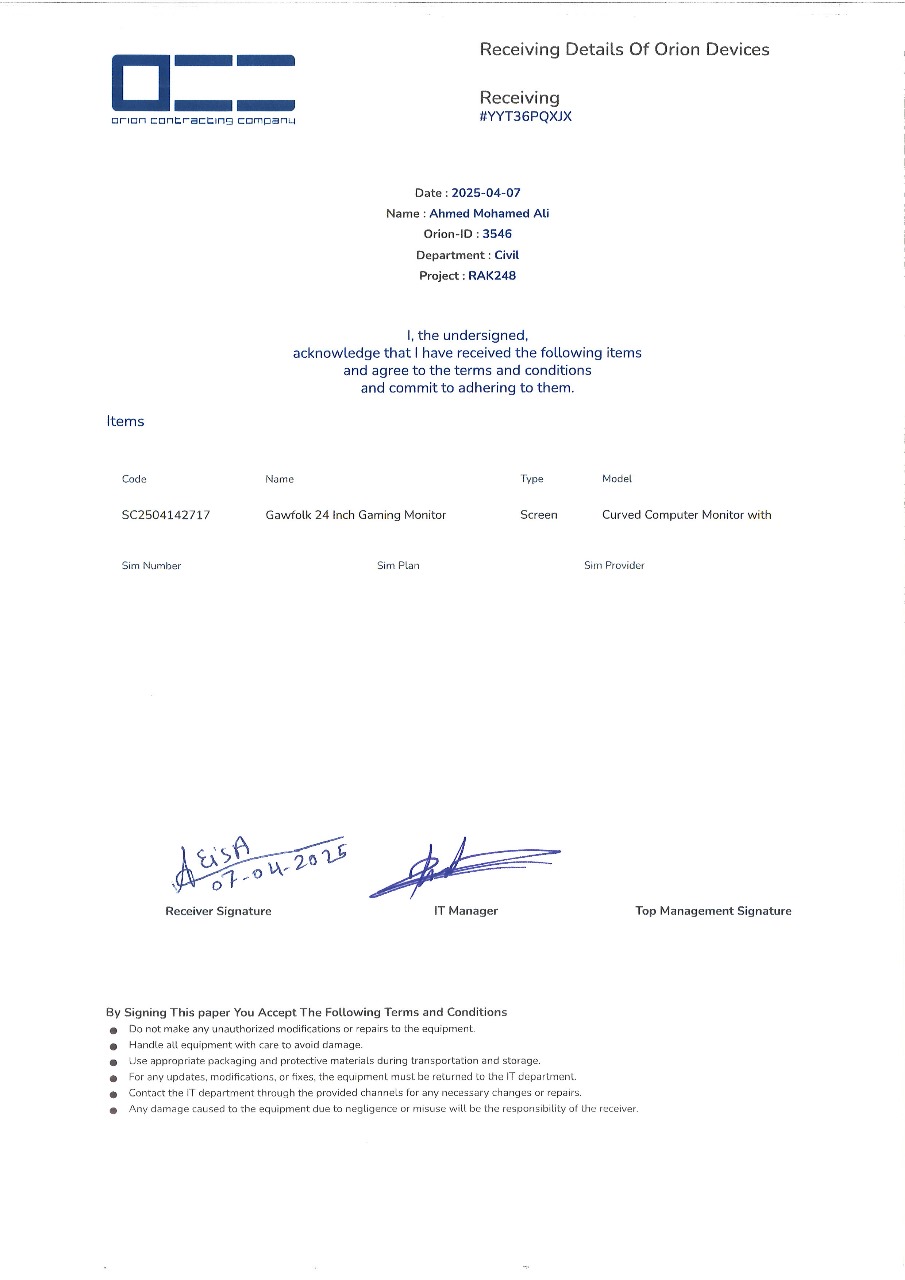 Receiving Details Of Orion Devices
orion contracting company
Receiving
#YYT36PQXJX
Date : 2025-04-07
Name : Ahmed Mohamed Ali
Orion-ID : 3546
Department : Civil
Project : RAK248
I, the undersigned,
acknowledge that I have received the following items
and agree to the terms and conditions
and commit to adhering to them.
Items
Code Name Type Model
SC2504142717 Gawfolk 24 Inch Gaming Monitor Screen Curved Computer Monitor with
Sim Number Sim Plan Sim Provider
AEisA
07-04-2025
Receiver Signature IT Manager Top Management Signature
By Signing This paper You Accept The Following Terms and Conditions
● Do not make any unauthorized modifications or repairs to the equipment.
● Handle all equipment with care to avoid damage.
● Use appropriate packaging and protective materials during transportation and storage.
● For any updates, modifications, or fixes, the equipment must be returned to the IT department.
● Contact the IT department through the provided channels for any necessary changes or repairs.
● Any damage caused to the equipment due to negligence or misuse will be the responsibility of the receiver.